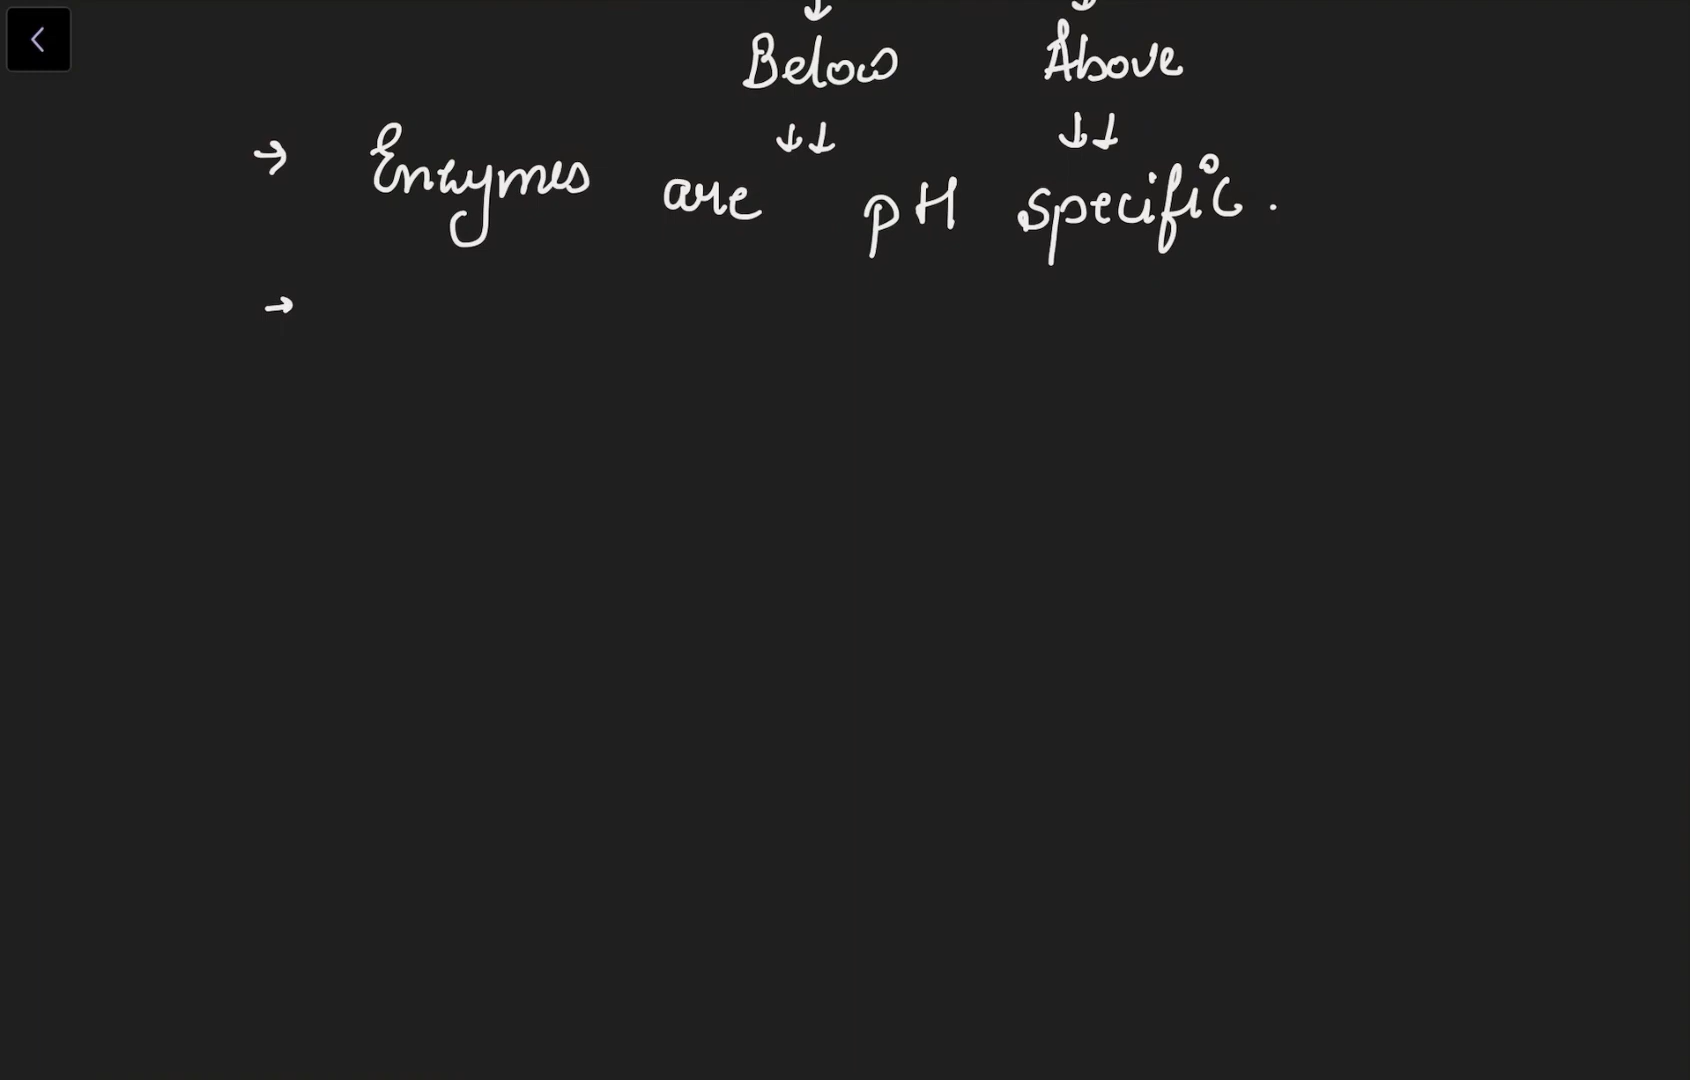 ↓ ↓
Below Above
↓↓ ↓↓
→ Enzymes are pH specific.
→